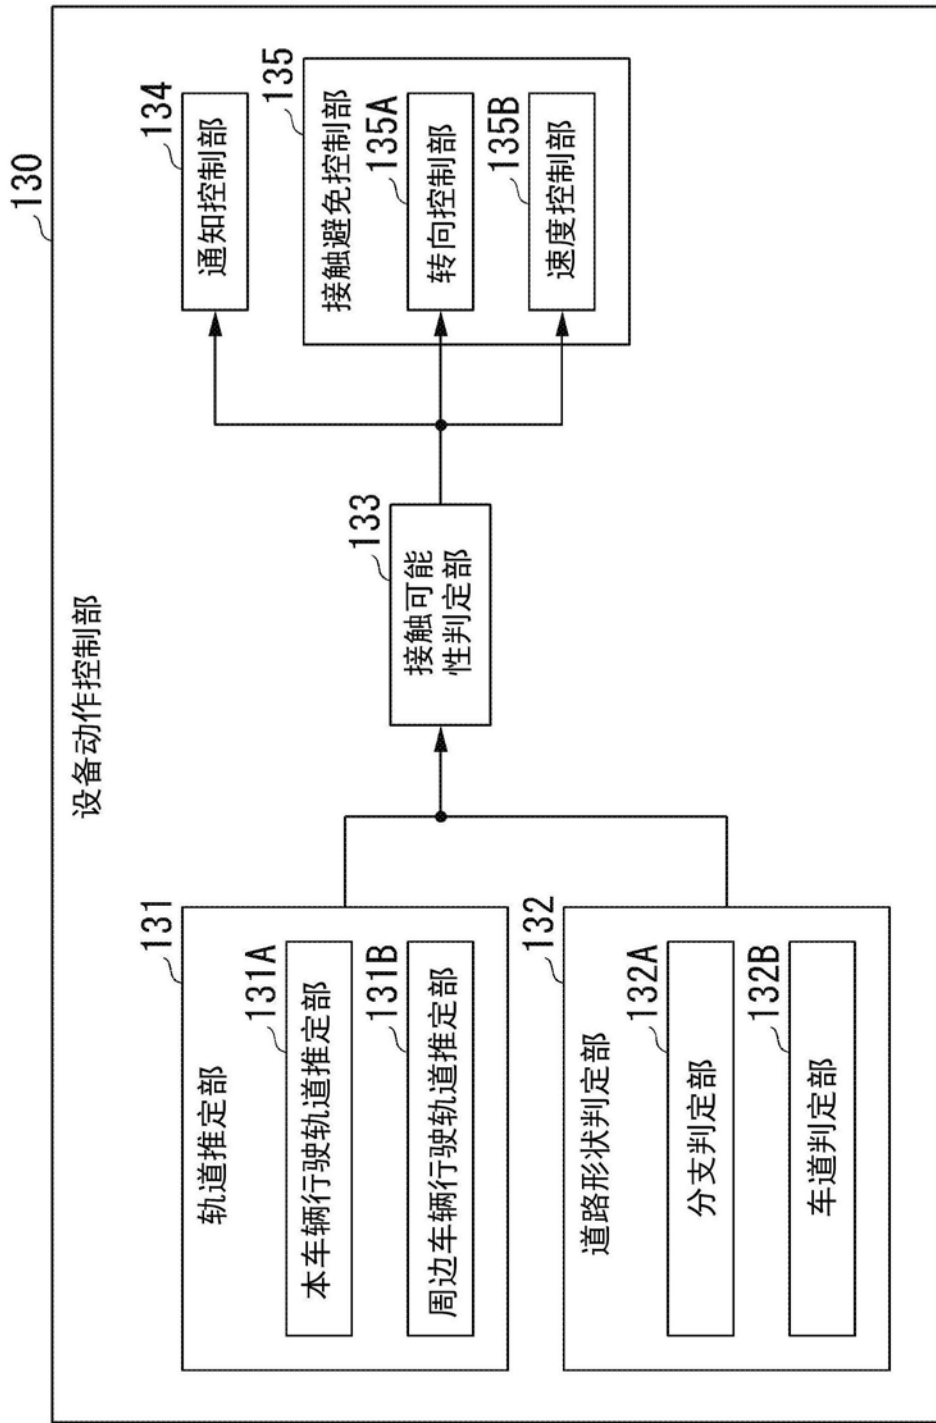 130
设备动作控制部
131
轨道推定部
131A
本车辆行驶轨道推定部
131B
周边车辆行驶轨道推定部
132
道路形状判定部
132A
分支判定部
132B
车道判定部
133
接触可能
性判定部
134
通知控制部
135
接触避免控制部
135A
转向控制部
135B
速度控制部